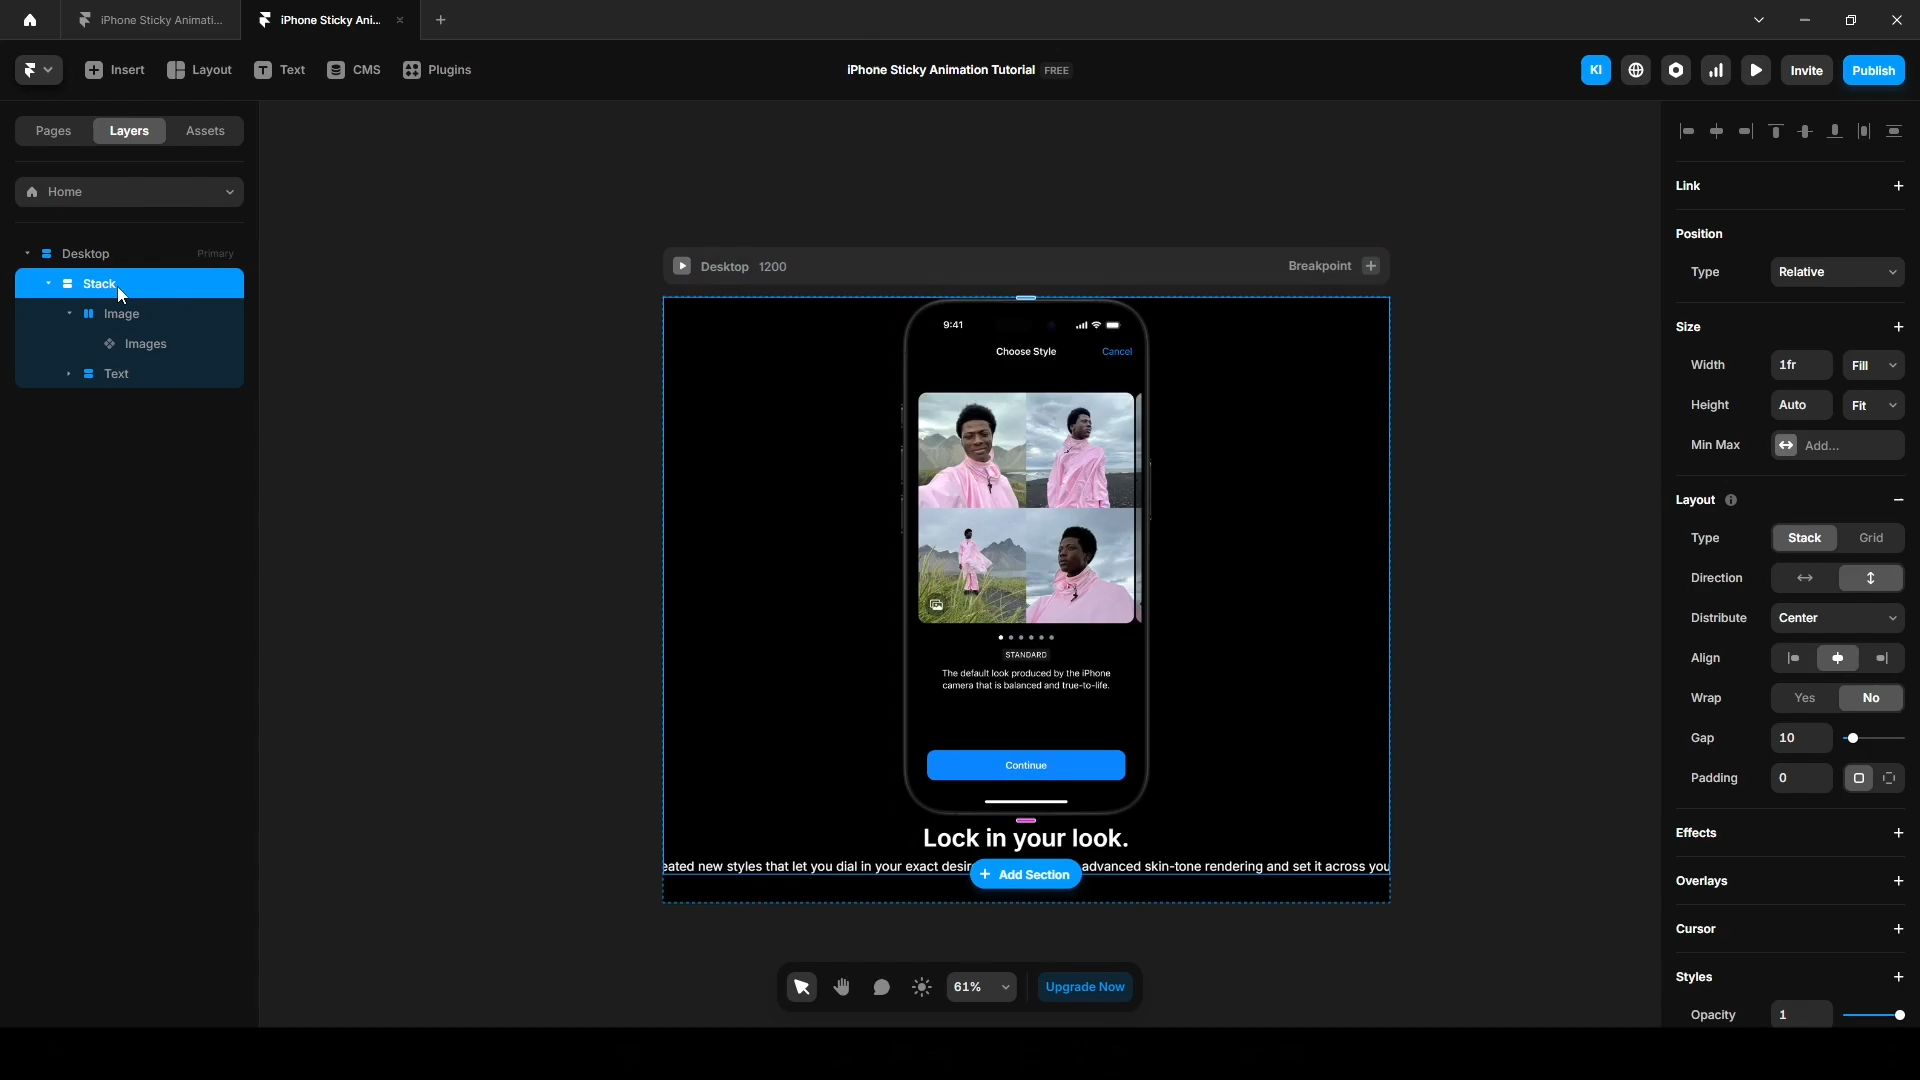 iPhone Sticky Animati...
iPhone Sticky Ani...
Insert
Layout
Text
CMS
Plugins
iPhone Sticky Animation Tutorial FREE
KI
Invite
Publish
Pages
Layers
Assets
Home
Desktop
Primary
Stack
Image
Images
Text
Desktop 1200
Breakpoint
9:41
Choose Style
Cancel
STANDARD
The default look produced by the iPhone
camera that is balanced and true-to-life.
Continue
Lock in your look.
eated new styles that let you dial in your exact desir
advanced skin-tone rendering and set it across you
Add Section
61%
Upgrade Now
Link
Position
Type Relative
Size
Width 1fr Fill
Height Auto Fit
Min Max Add...
Layout
Type Stack Grid
Direction
Distribute Center
Align
Wrap Yes No
Gap 10
Padding 0
Effects
Overlays
Cursor
Styles
Opacity 1